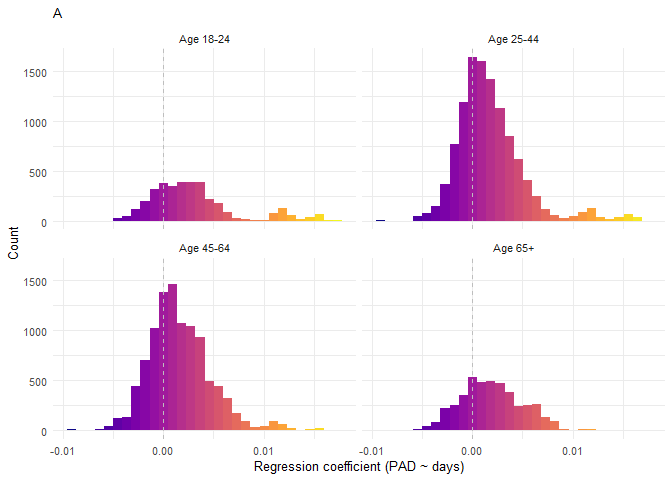 A
Age 18-24
Age 25-44
1500
1000
500
0
Age 45-64
Age 65+
1500
1000
500
0
-0.01
0.00
0.01
-0.01
0.00
0.01
Count
Regression coefficient (PAD ~ days)